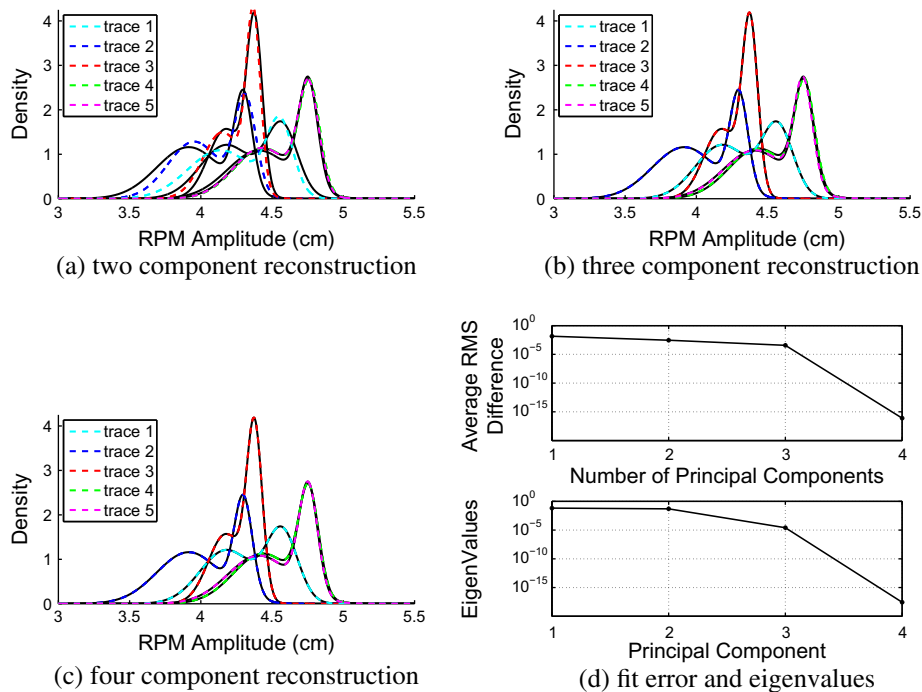 4
3
2
1
0
Density
trace 1
trace 2
trace 3
trace 4
trace 5
3 3.5 4 4.5 5 5.5
RPM Amplitude (cm)
(a) two component reconstruction
4
3
2
1
0
Density
trace 1
trace 2
trace 3
trace 4
trace 5
3 3.5 4 4.5 5 5.5
RPM Amplitude (cm)
(b) three component reconstruction
4
3
2
1
0
Density
trace 1
trace 2
trace 3
trace 4
trace 5
3 3.5 4 4.5 5 5.5
RPM Amplitude (cm)
(c) four component reconstruction
Average RMS
Difference
10^0
10^−5
10^−10
10^−15
1 2 3 4
Number of Principal Components
EigenValues
10^0
10^−5
10^−10
10^−15
1 2 3 4
Principal Component
(d) fit error and eigenvalues